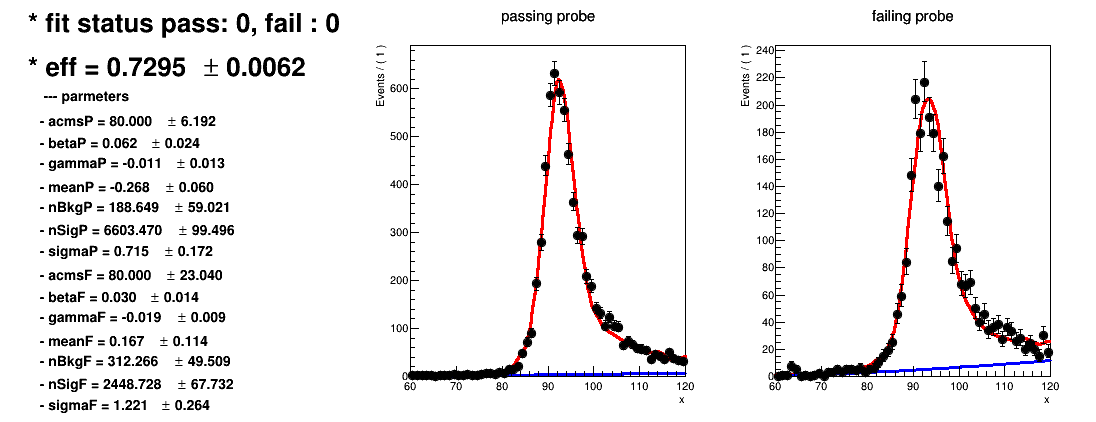 * fit status pass: 0, fail : 0
* eff = 0.7295 ± 0.0062
--- parmeters
- acmsP = 80.000 ± 6.192
- betaP = 0.062 ± 0.024
- gammaP = -0.011 ± 0.013
- meanP = -0.268 ± 0.060
- nBkgP = 188.649 ± 59.021
- nSigP = 6603.470 ± 99.496
- sigmaP = 0.715 ± 0.172
- acmsF = 80.000 ± 23.040
- betaF = 0.030 ± 0.014
- gammaF = -0.019 ± 0.009
- meanF = 0.167 ± 0.114
- nBkgF = 312.266 ± 49.509
- nSigF = 2448.728 ± 67.732
- sigmaF = 1.221 ± 0.264
passing probe
Events / ( 1 )
600
500
400
300
200
100
0
60 70 80 90 100 110 120
x
failing probe
Events / ( 1 )
240
220
200
180
160
140
120
100
80
60
40
20
0
60 70 80 90 100 110 120
x